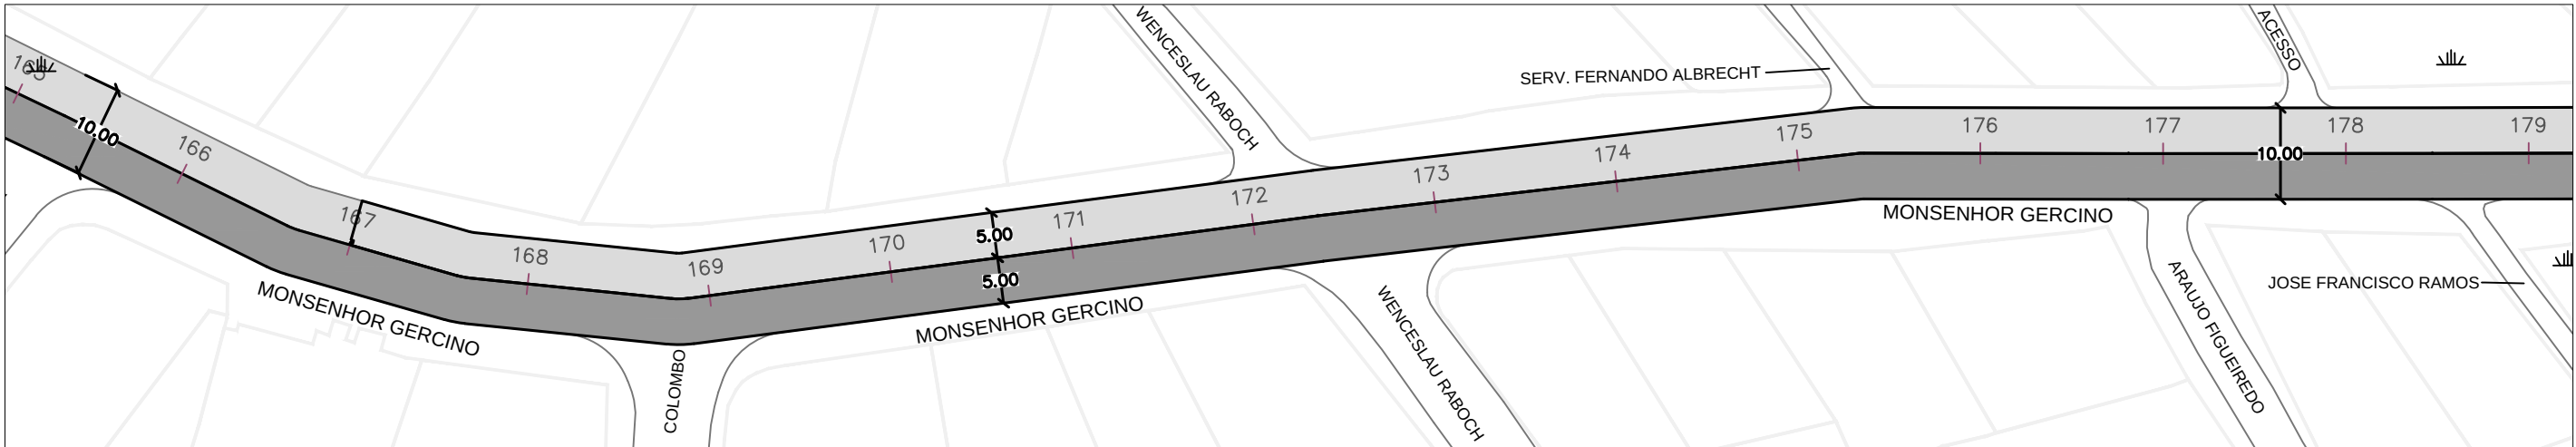 165
10.00
166
167
168
169
170
5.00
5.00
171
172
173
174
175
176
177
10.00
178
179
WENCESLAU RABOCH
SERV. FERNANDO ALBRECHT
ACESSO
MONSENHOR GERCINO
COLOMBO
MONSENHOR GERCINO
WENCESLAU RABOCH
MONSENHOR GERCINO
ARAUJO FIGUEIREDO
JOSE FRANCISCO RAMOS